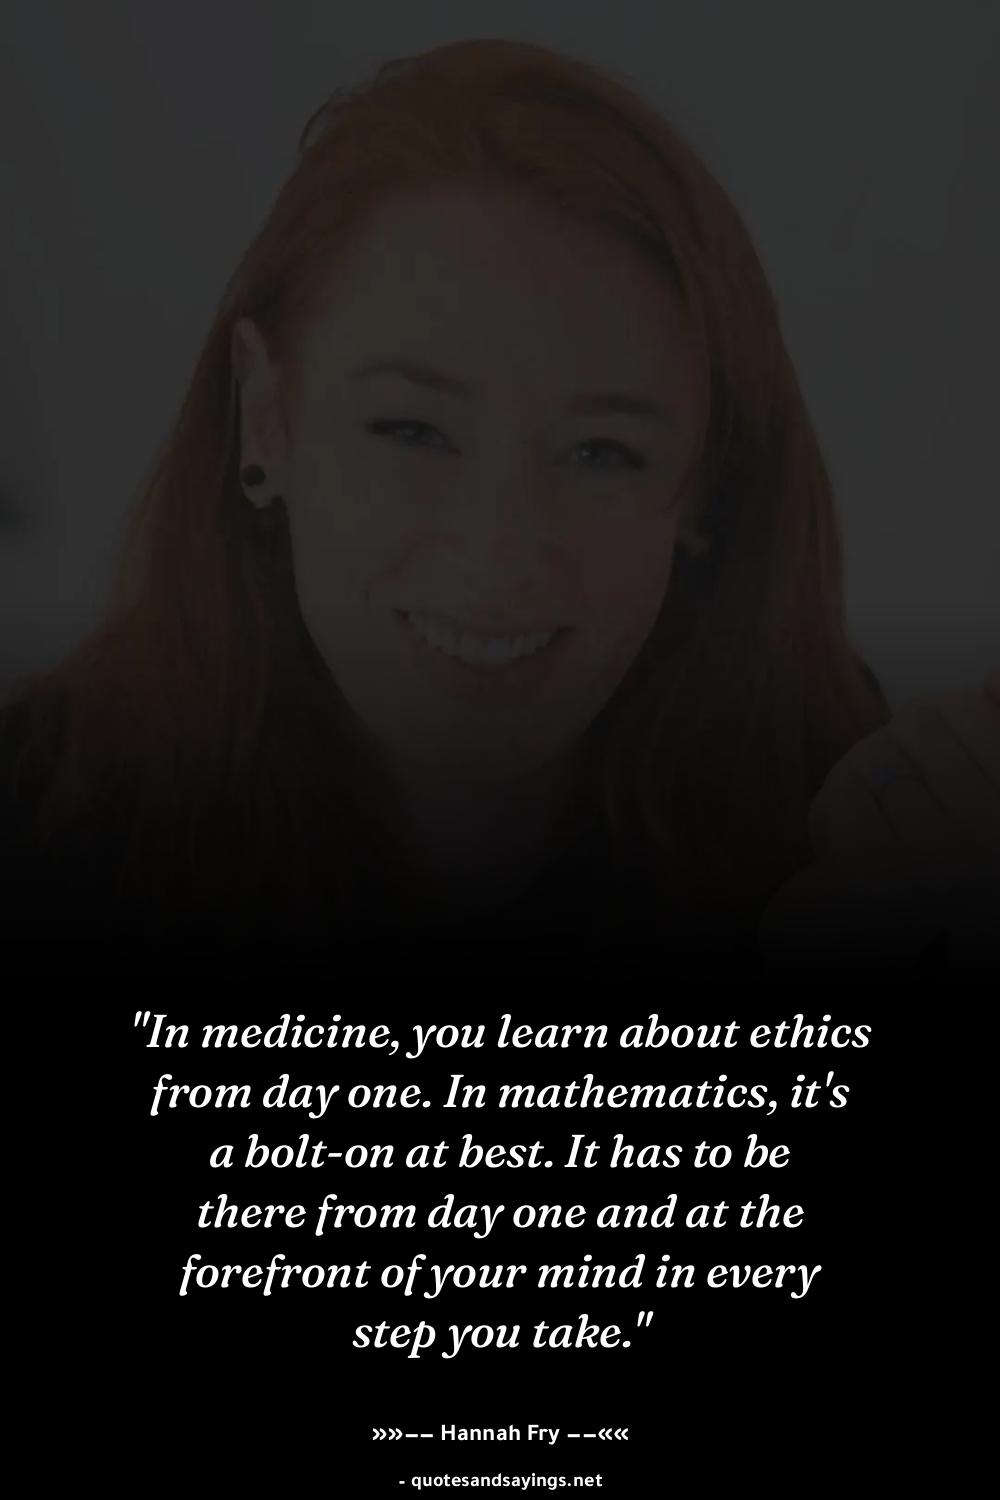 "In medicine, you learn about ethics
from day one. In mathematics, it's
a bolt-on at best. It has to be
there from day one and at the
forefront of your mind in every
step you take."
»»–– Hannah Fry ––««
- quotesandsayings.net